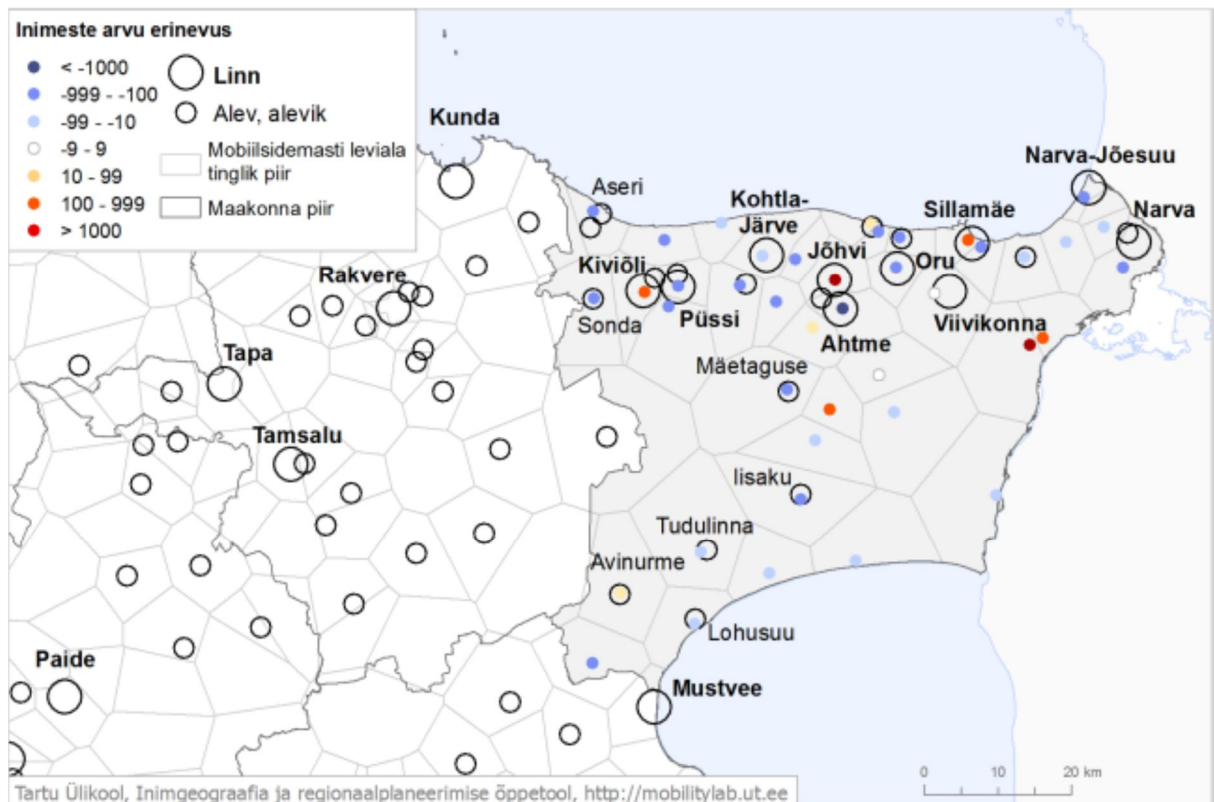 Inimeste arvu erinevus
< -1000
-999 - -100
-99 - -10
-9 - 9
10 - 99
100 - 999
> 1000
Linn
Alev, alevik
Mobiilsidemasti leviala
tinglik piir
Maakonna piir
Kunda
Narva-Jõesuu
Aseri
Kohtla-
Järve
Sillamäe
Narva
Rakvere
Kiviõli
Jõhvi
Oru
Sonda
Püssi
Ahtme
Viivikonna
Tapa
Mäetaguse
Tamsalu
Iisaku
Tudulinna
Avinurme
Lohusuu
Paide
Mustvee
0 10 20 km
Tartu Ülikool, Inimgeograafia ja regionaalplaneerimise õppetool, http://mobilitylab.ut.ee